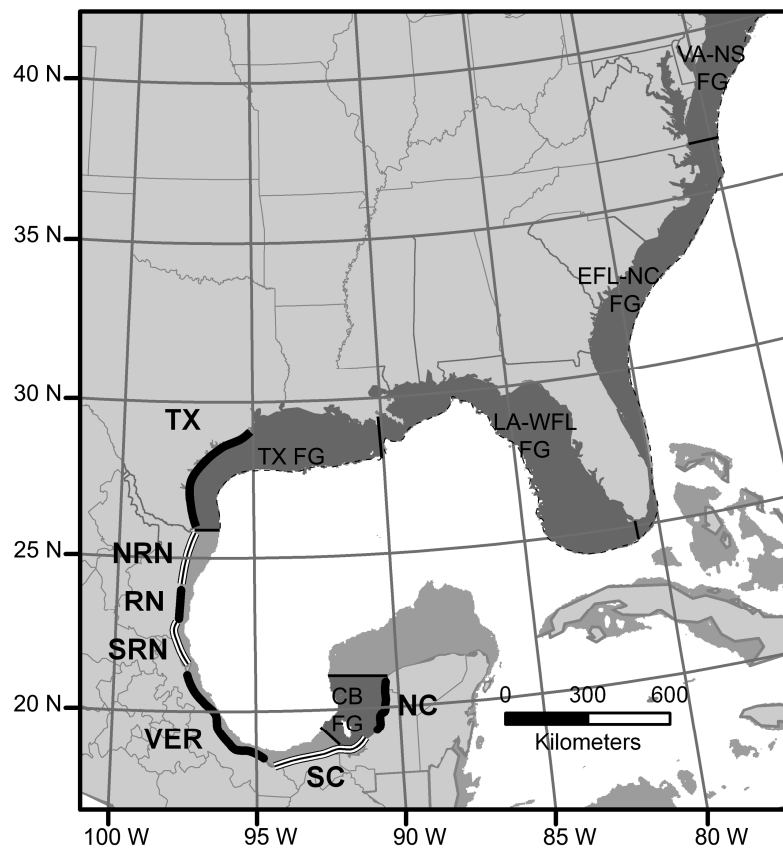 40 N
VA-NS
FG
35 N
EFL-NC
FG
30 N
TX
LA-WFL
FG
TX FG
25 N
NRN
RN
SRN
20 N
CB
FG
NC
0 300 600
Kilometers
VER
SC
100 W 95 W 90 W 85 W 80 W